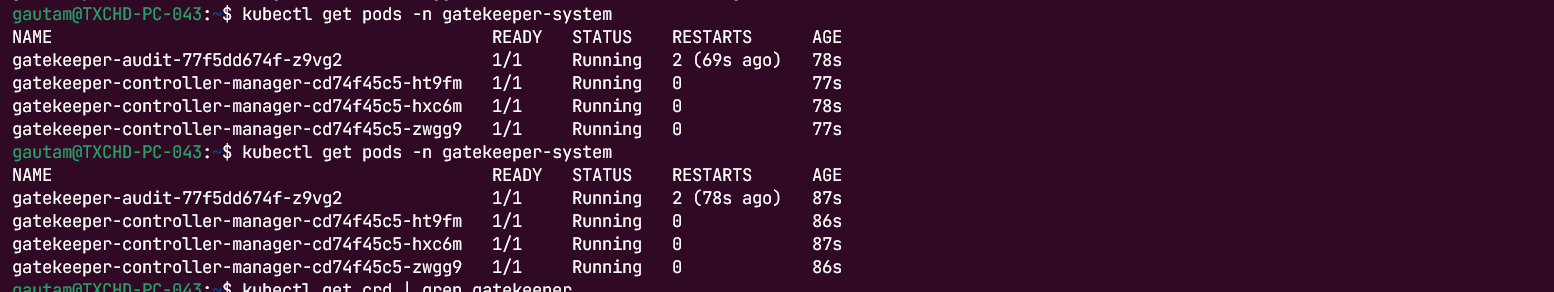 gautam@TXCHD-PC-043:~$ kubectl get pods -n gatekeeper-system
NAME READY STATUS RESTARTS AGE
gatekeeper-audit-77f5dd674f-z9vg2 1/1 Running 2 (69s ago) 78s
gatekeeper-controller-manager-cd74f45c5-ht9fm 1/1 Running 0 77s
gatekeeper-controller-manager-cd74f45c5-hxc6m 1/1 Running 0 78s
gatekeeper-controller-manager-cd74f45c5-zwgg9 1/1 Running 0 77s
gautam@TXCHD-PC-043:~$ kubectl get pods -n gatekeeper-system
NAME READY STATUS RESTARTS AGE
gatekeeper-audit-77f5dd674f-z9vg2 1/1 Running 2 (78s ago) 87s
gatekeeper-controller-manager-cd74f45c5-ht9fm 1/1 Running 0 86s
gatekeeper-controller-manager-cd74f45c5-hxc6m 1/1 Running 0 87s
gatekeeper-controller-manager-cd74f45c5-zwgg9 1/1 Running 0 86s
gautam@TXCHD-PC-043:~$ kubectl get crd | grep gatekeeper